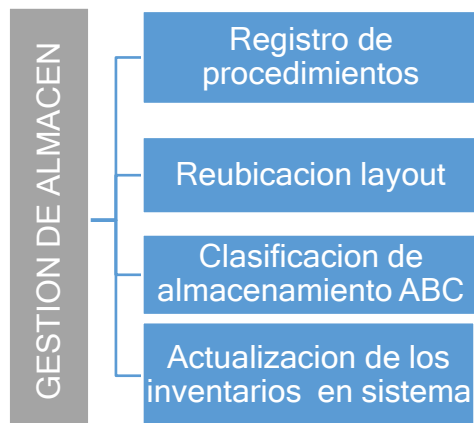 GESTION DE ALMACEN
Registro de
procedimientos
Reubicacion layout
Clasificacion de
almacenamiento ABC
Actualizacion de los
inventarios en sistema